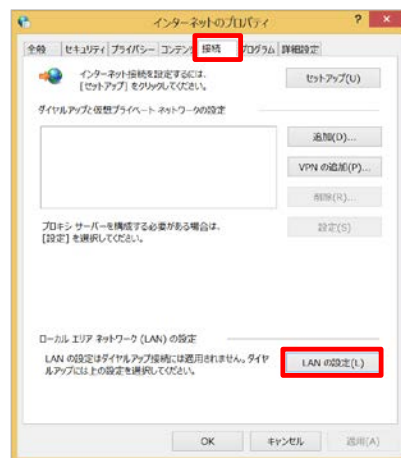 インターネットのプロパティ
?
×
全般 セキュリティ プライバシー コンテンツ 接続 プログラム 詳細設定
インターネット接続を設定するには、
[セットアップ] をクリックしてください。
セットアップ(U)
ダイヤルアップと仮想プライベート ネットワークの設定
追加(D)...
VPN の追加(P)...
削除(R)...
プロキシ サーバーを構成する必要がある場合は、
[設定] を選択してください。
設定(S)
ローカル エリア ネットワーク (LAN) の設定
LAN の設定はダイヤルアップ接続には適用されません。ダイヤ
ルアップには上の設定を選択してください。
LAN の設定(L)
OK キャンセル 適用(A)